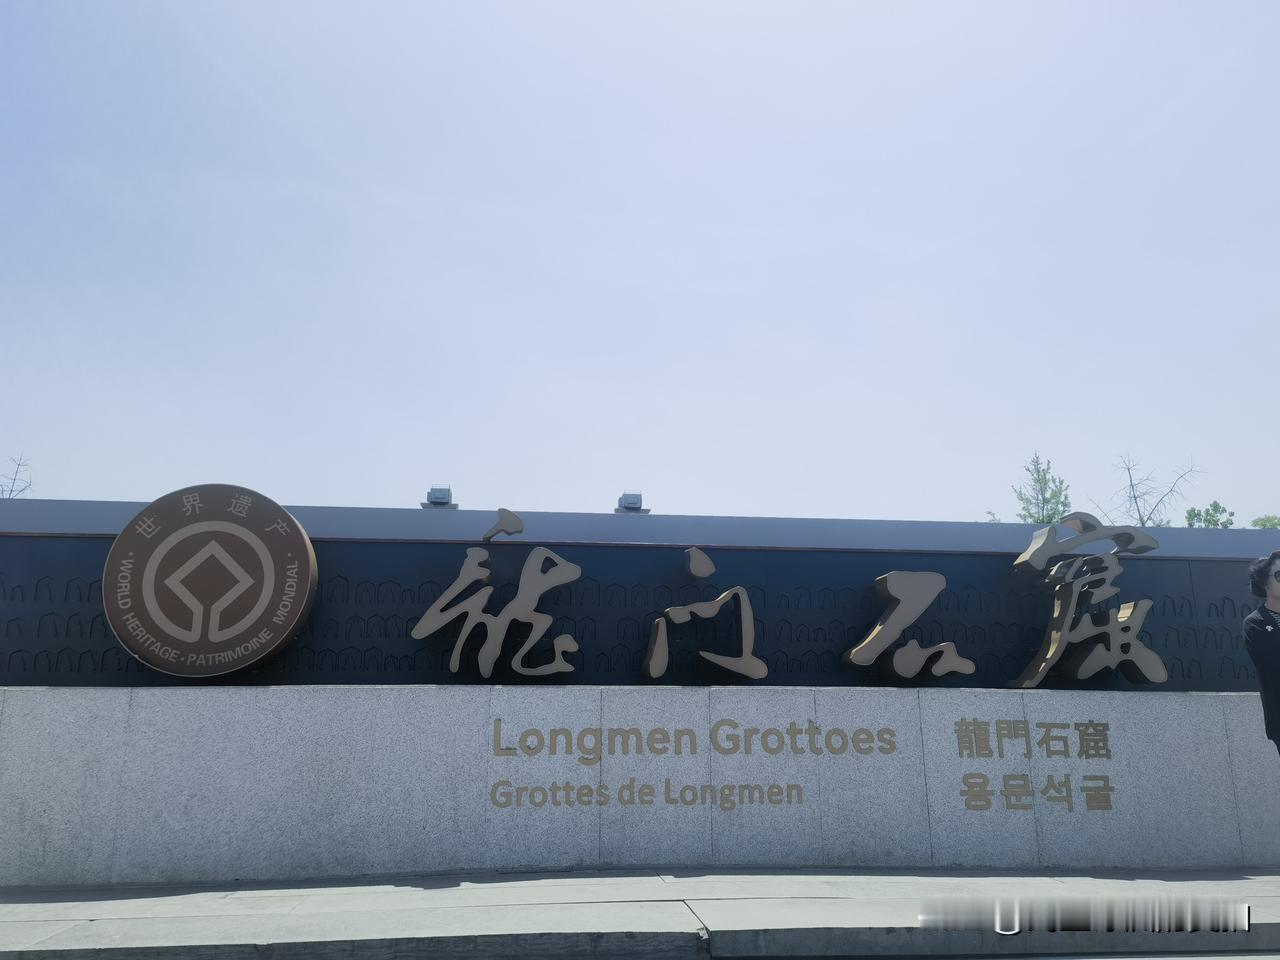 世界遗产
·WORLD HERITAGE·PATRIMOINE MONDIAL·
龙门石窟
Longmen Grottoes
Grottes de Longmen
龍門石窟
용문석굴